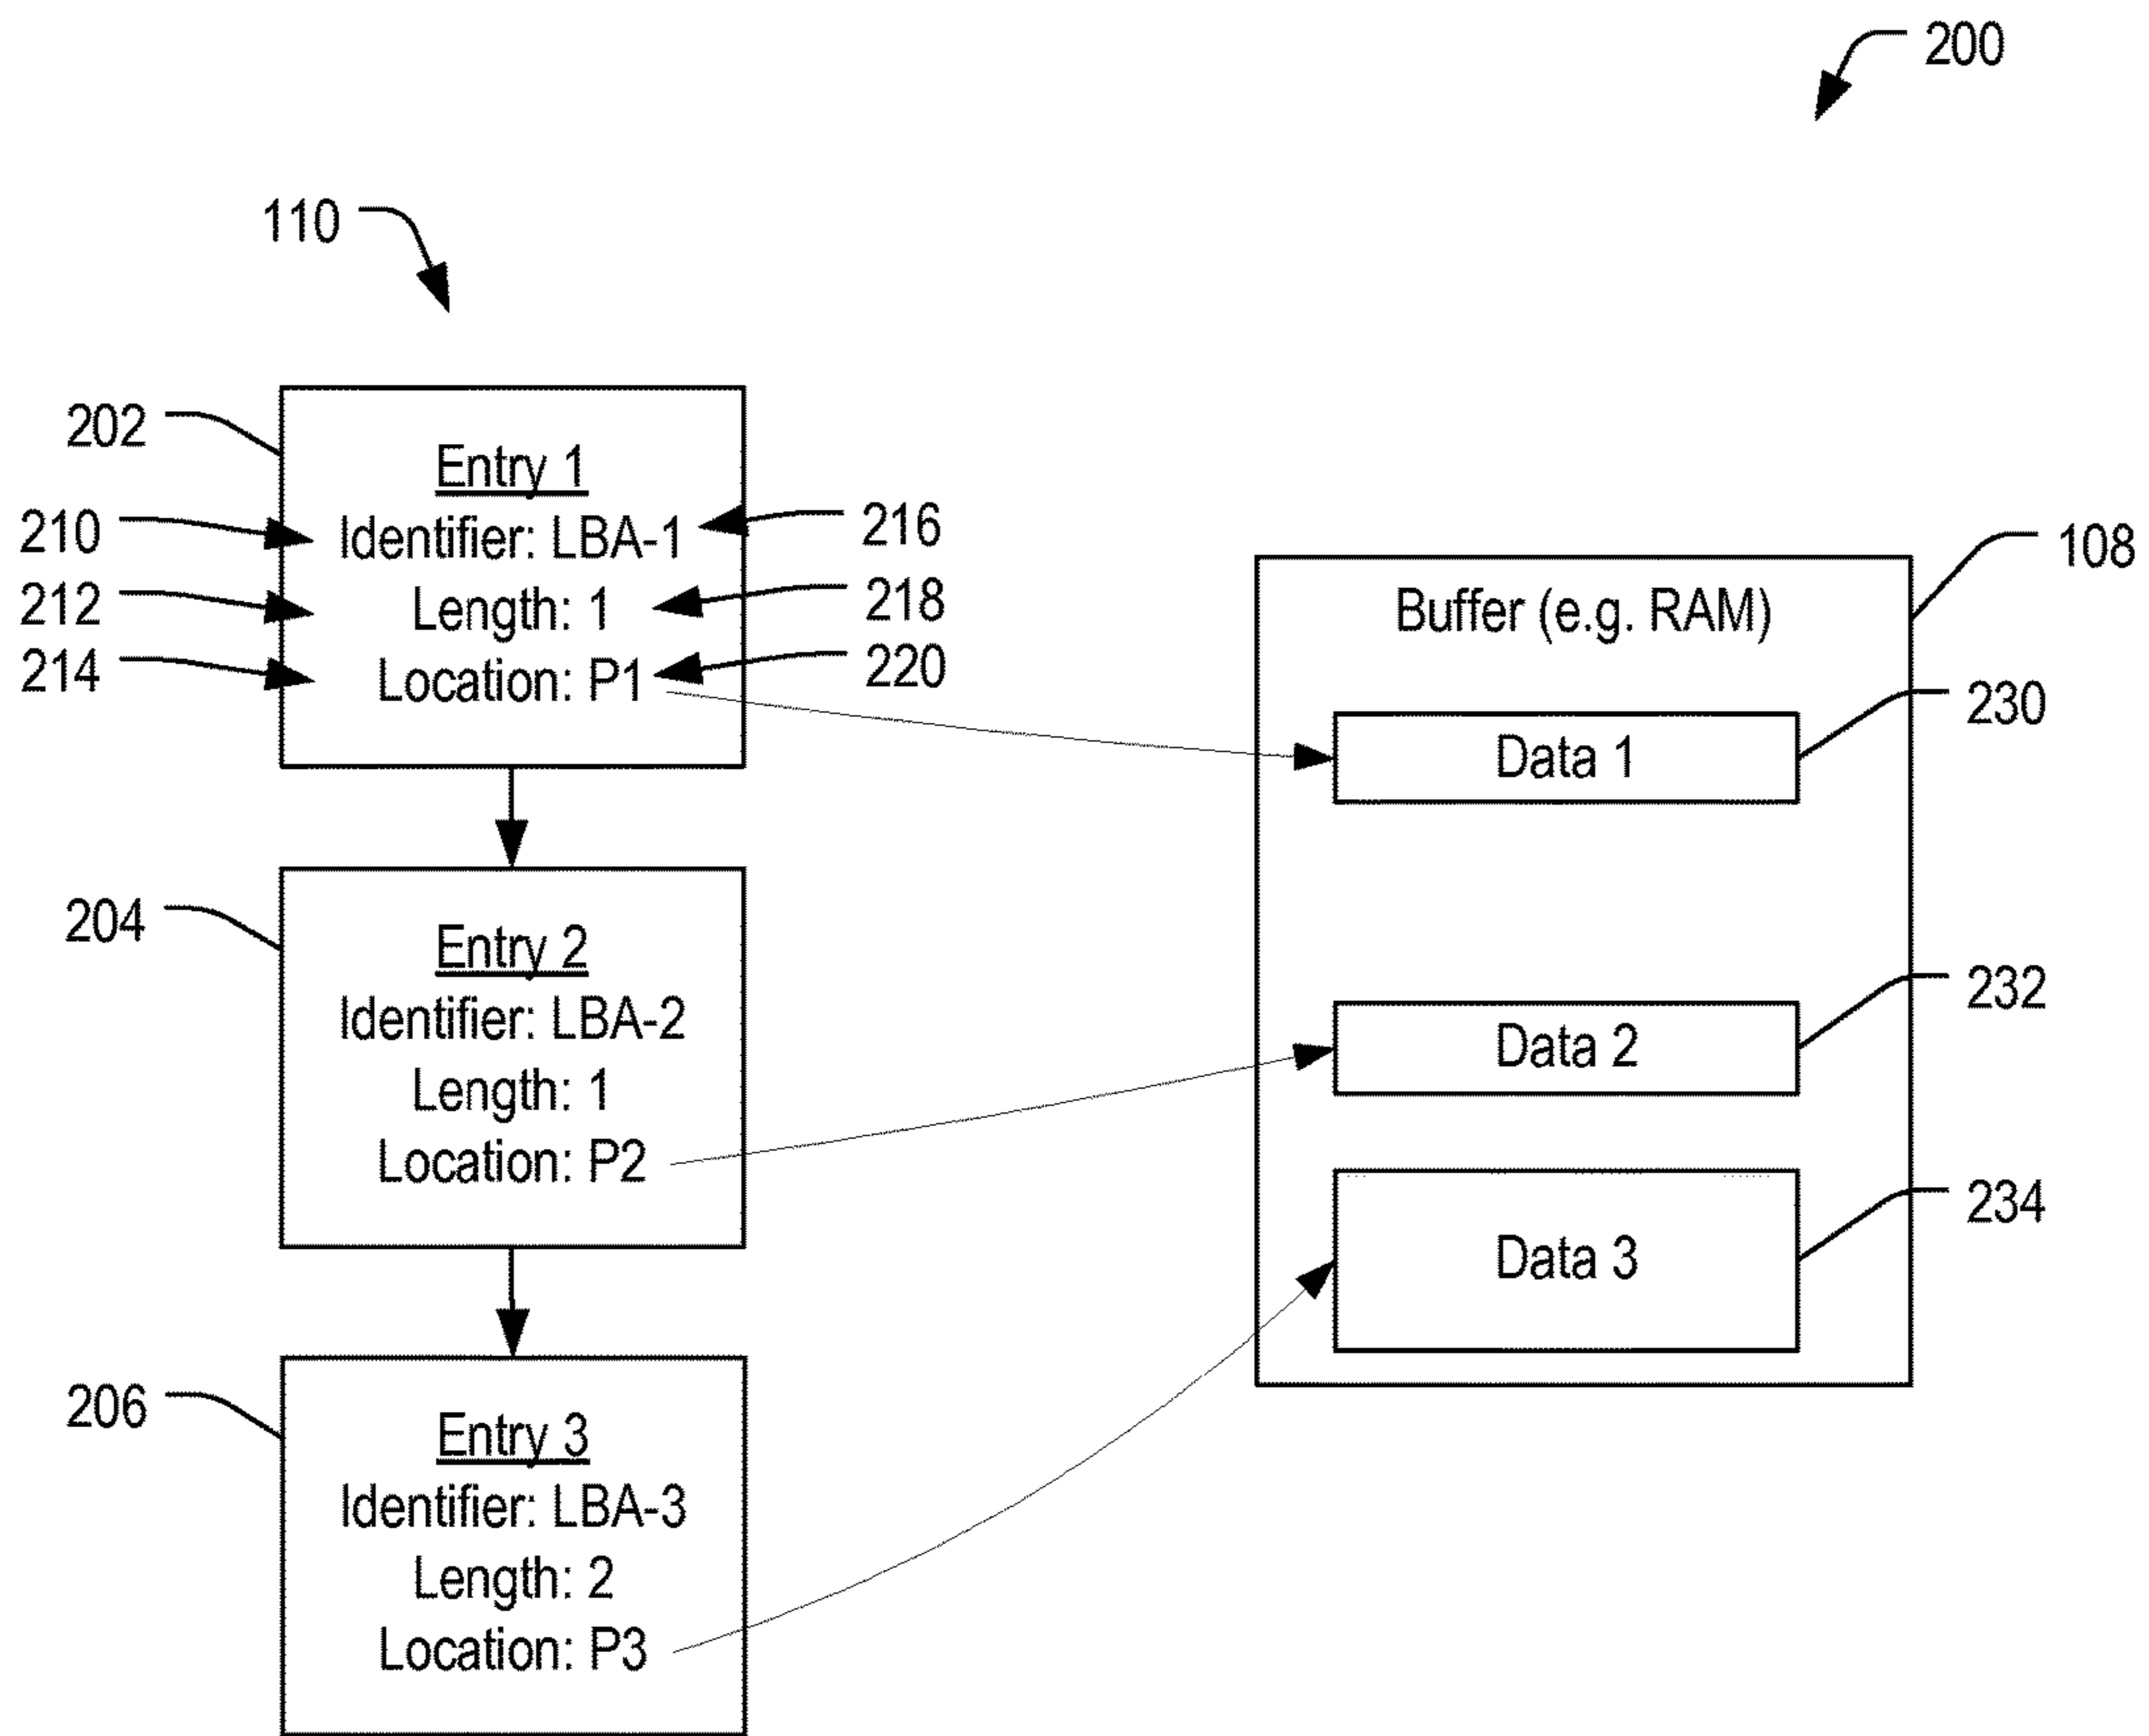 200
110
202
Entry 1
210
Identifier: LBA-1
216
212
Length: 1
218
214
Location: P1
220
108
Buffer (e.g. RAM)
230
Data 1
204
Entry 2
Identifier: LBA-2
Length: 1
Location: P2
232
Data 2
234
Data 3
206
Entry 3
Identifier: LBA-3
Length: 2
Location: P3